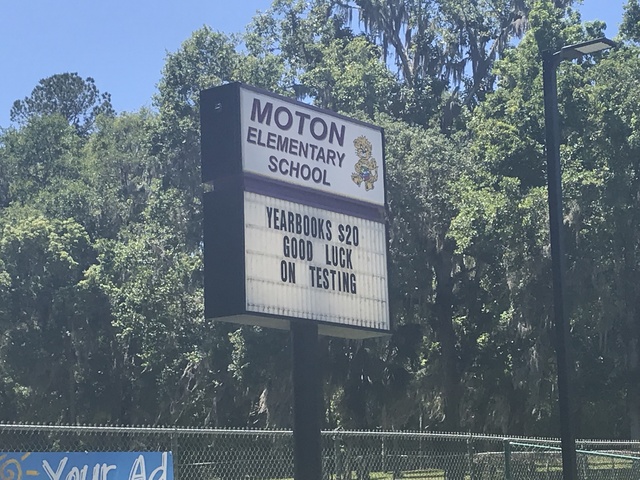 MOTON
ELEMENTARY
SCHOOL
YEARBOOKS $20
GOOD LUCK
ON TESTING
Your Ad